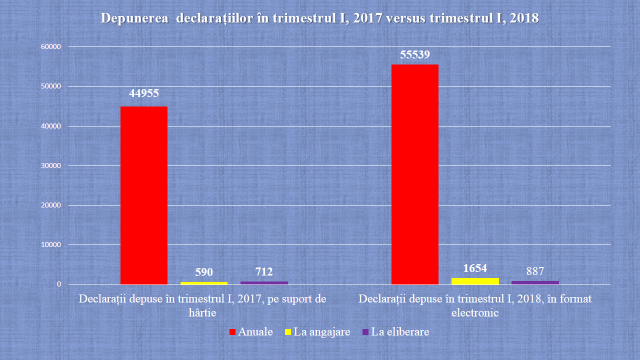 Depunerea declarațiilor în trimestrul I, 2017 versus trimestrul I, 2018
60000
50000
40000
30000
20000
10000
0
44955
590
712
55539
1654
887
Declarații depuse în trimestrul I, 2017, pe suport de
hârtie
Declarații depuse în trimestrul I, 2018, în format
electronic
Anuale
La angajare
La eliberare